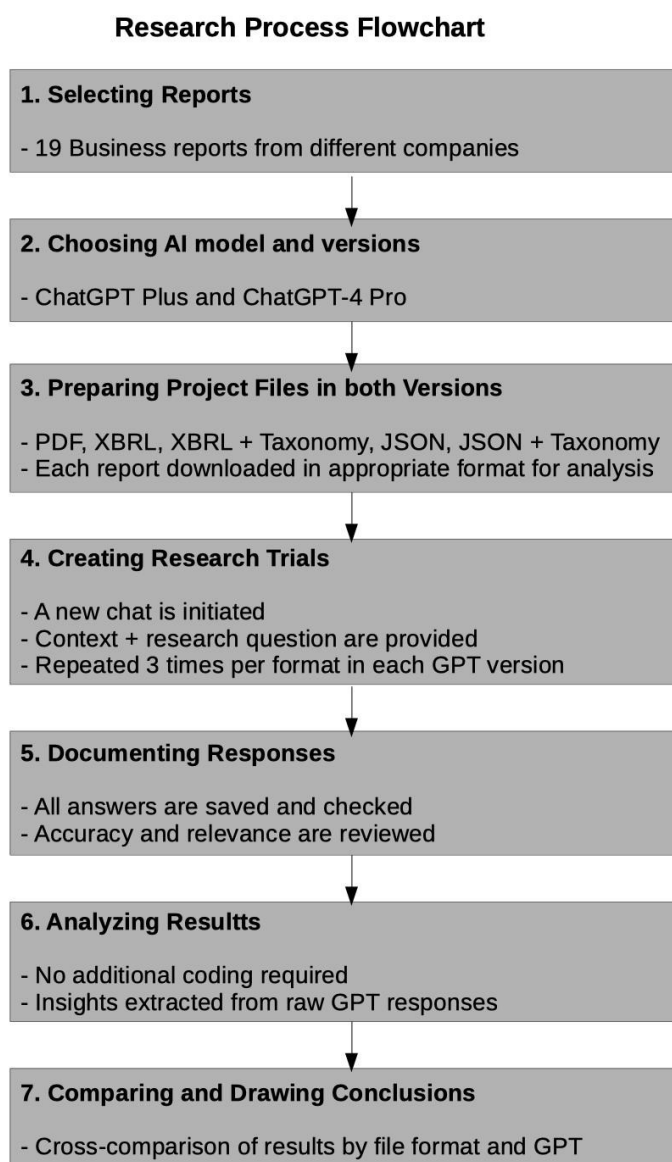 Research Process Flowchart
1. Selecting Reports
- 19 Business reports from different companies
2. Choosing AI model and versions
- ChatGPT Plus and ChatGPT-4 Pro
3. Preparing Project Files in both Versions
- PDF, XBRL, XBRL + Taxonomy, JSON, JSON + Taxonomy
- Each report downloaded in appropriate format for analysis
4. Creating Research Trials
- A new chat is initiated
- Context + research question are provided
- Repeated 3 times per format in each GPT version
5. Documenting Responses
- All answers are saved and checked
- Accuracy and relevance are reviewed
6. Analyzing Resultts
- No additional coding required
- Insights extracted from raw GPT responses
7. Comparing and Drawing Conclusions
- Cross-comparison of results by file format and GPT